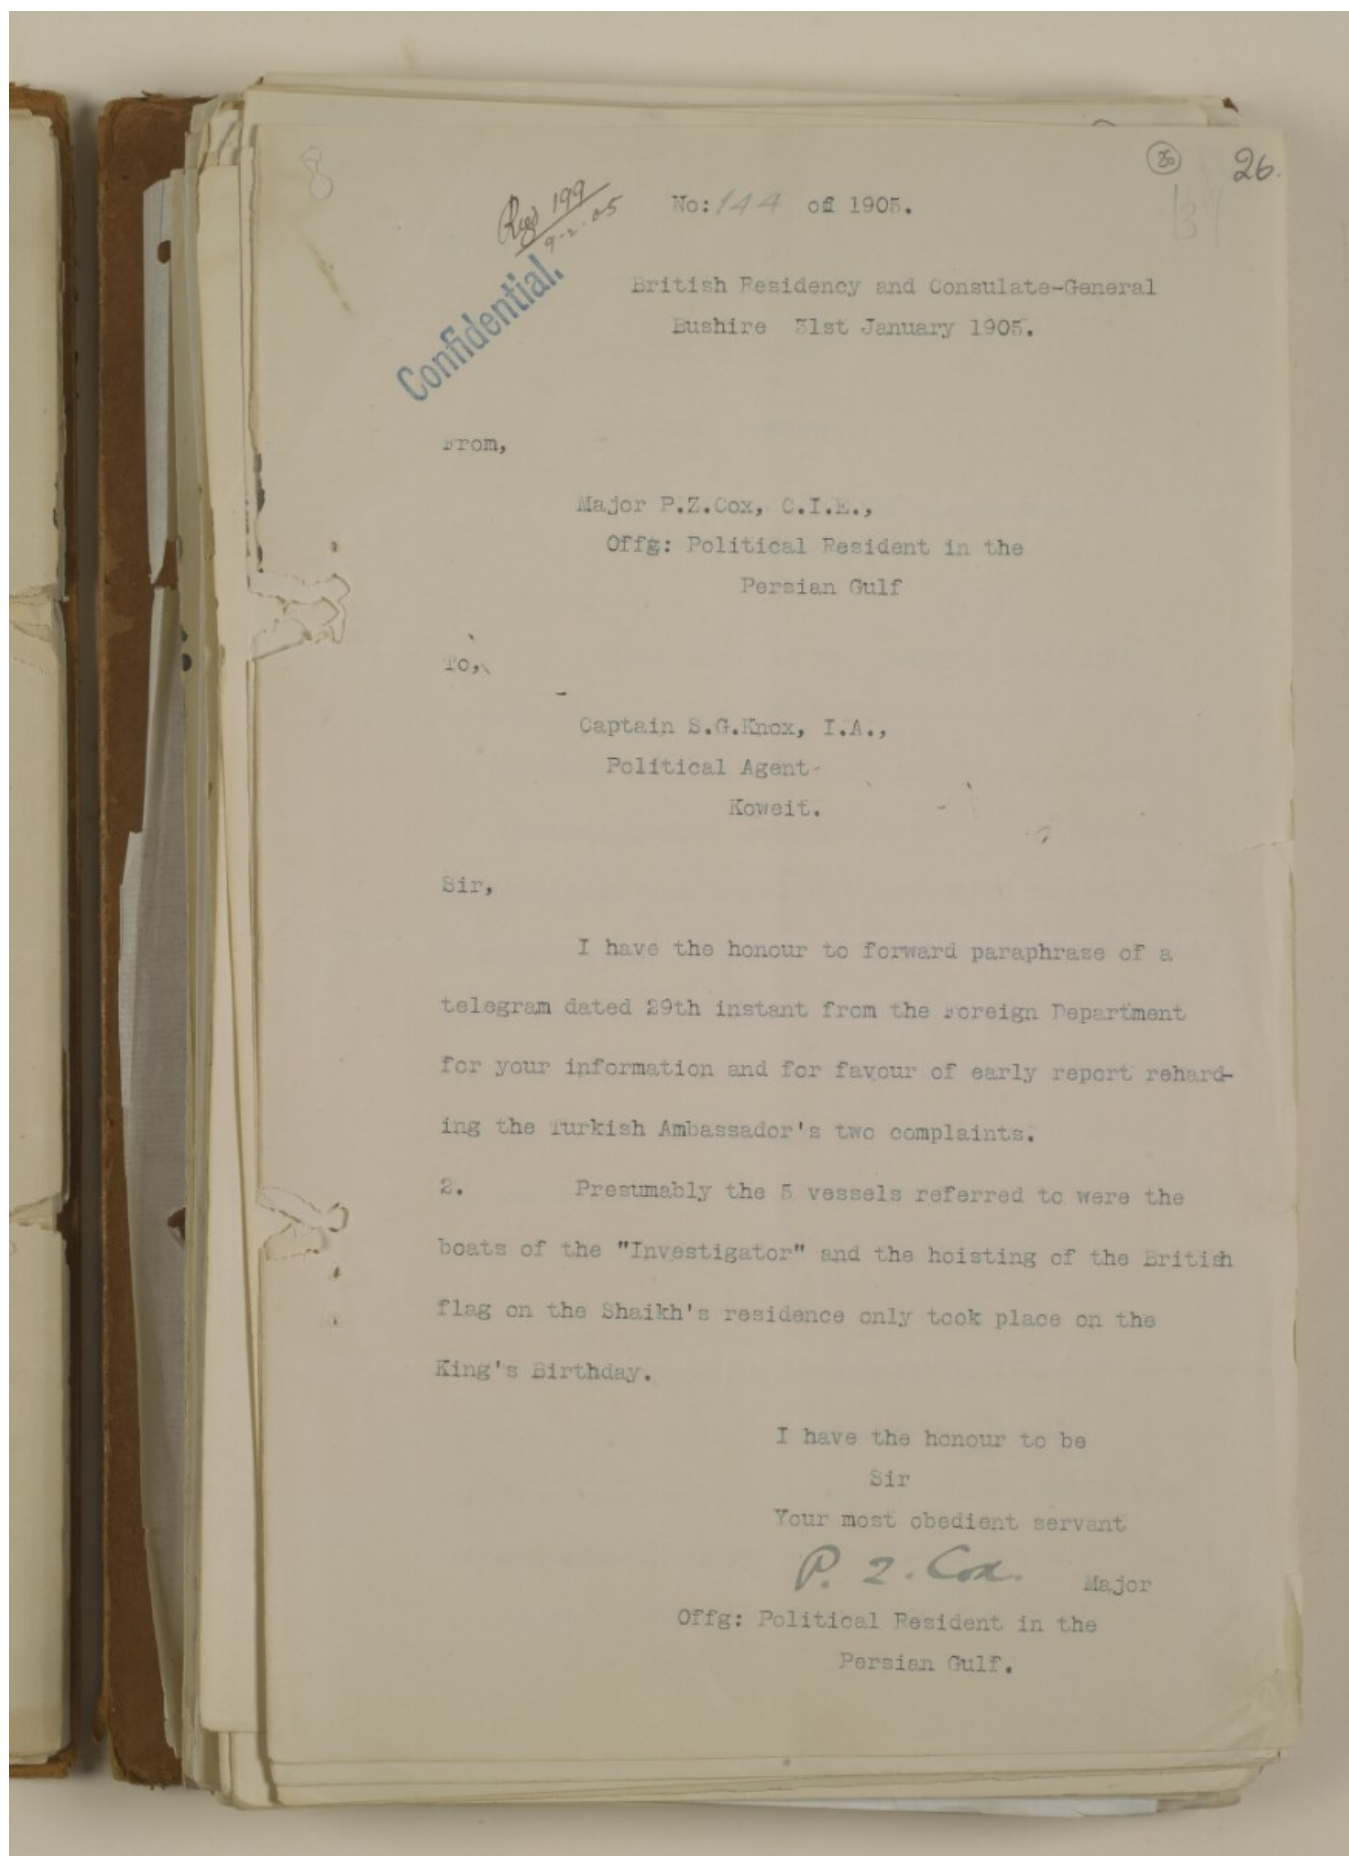 26
26.
Regd 199
9-2-05
No: 144 of 1905.
Confidential.
British Residency and Consulate-General
Bushire 31st January 1905.
From,
Major P.Z.Cox, C.I.E.,
Offg: Political Resident in the
Persian Gulf
To,
Captain S.G.Knox, I.A.,
Political Agent-
Koweit.
Sir,
I have the honour to forward paraphrase of a
telegram dated 29th instant from the Foreign Department
for your information and for favour of early report rehard-
ing the Turkish Ambassador's two complaints.
2. Presumably the 5 vessels referred to were the
boats of the "Investigator" and the hoisting of the British
flag on the Shaikh's residence only took place on the
King's Birthday.
I have the honour to be
Sir
Your most obedient servant
P. Z. Cox. Major
Offg: Political Resident in the
Persian Gulf.